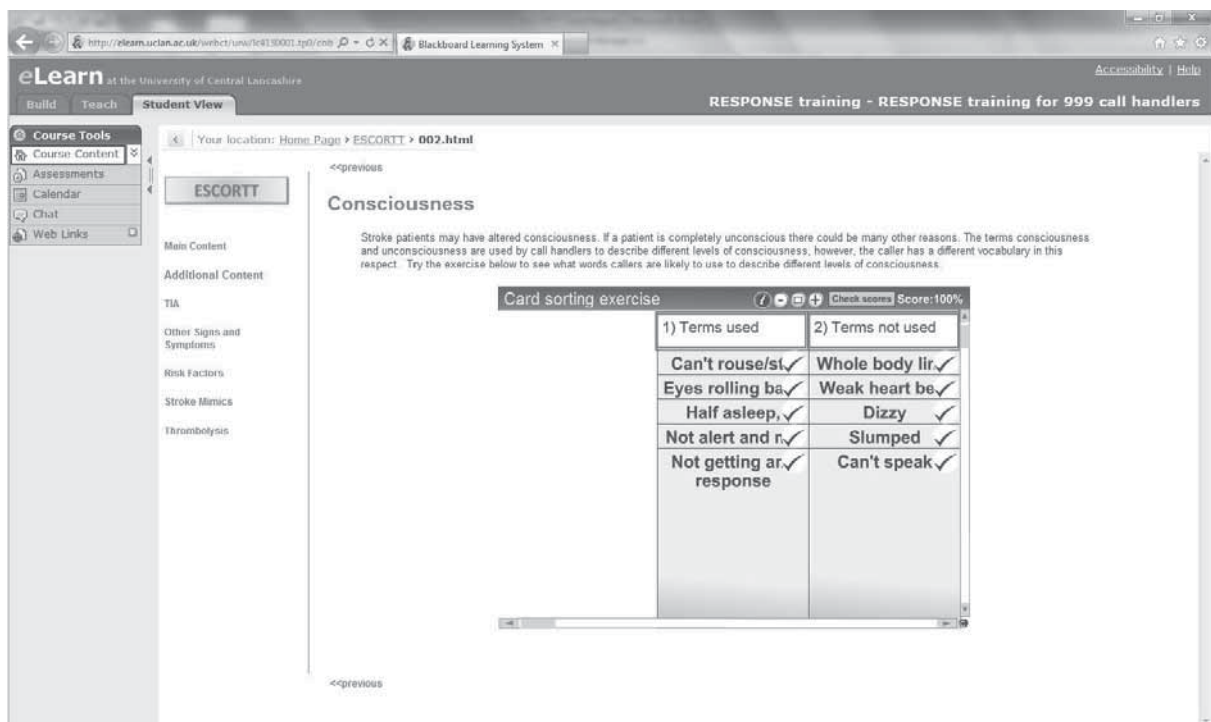 Blackboard Learning System
eLearn at the University of Central Lancashire
Accessibility | Help
Build Teach Student View
RESPONSE training - RESPONSE training for 999 call handlers
Course Tools
Course Content
Assessments
Calendar
Chat
Web Links
Your location: Home Page › ESCORTT › 002.html
<<previous
ESCORTT
Main Content
Additional Content
TIA
Other Signs and
Symptoms
Risk Factors
Stroke Mimics
Thrombolysis
Consciousness
Stroke patients may have altered consciousness. If a patient is completely unconscious there could be many other reasons. The terms consciousness
and unconsciousness are used by call handlers to describe different levels of consciousness, however, the caller has a different vocabulary in this
respect. Try the exercise below to see what words callers are likely to use to describe different levels of consciousness.
Card sorting exercise
Check scores Score:100%
1) Terms used
2) Terms not used
Can't rouse/st
Whole body lir
Eyes rolling ba
Weak heart be
Half asleep,
Dizzy
Not alert and r
Slumped
Not getting ar
response
Can't speak
<<previous